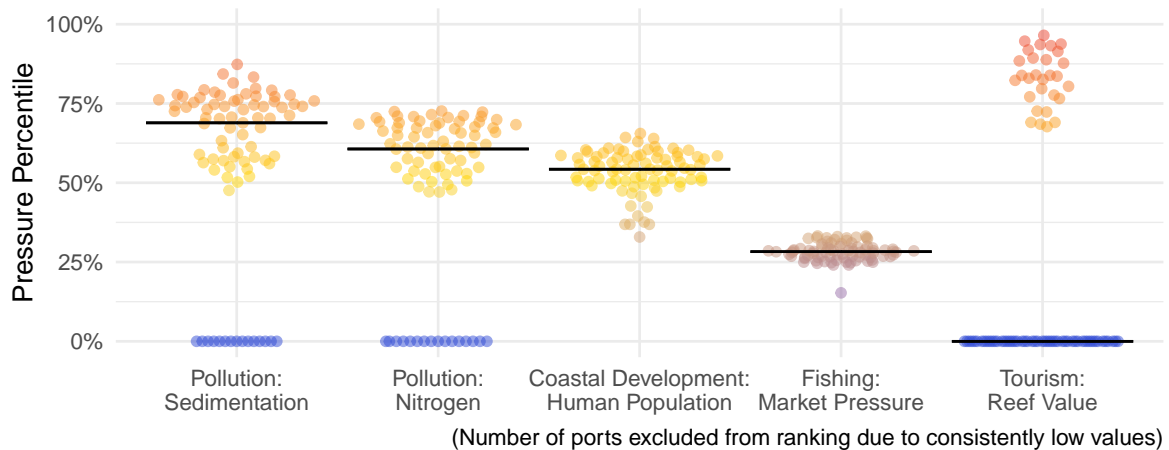 100%
75%
50%
25%
0%
Pressure Percentile
Pollution:
Sedimentation
Pollution:
Nitrogen
Coastal Development:
Human Population
Fishing:
Market Pressure
Tourism:
Reef Value
(Number of ports excluded from ranking due to consistently low values)